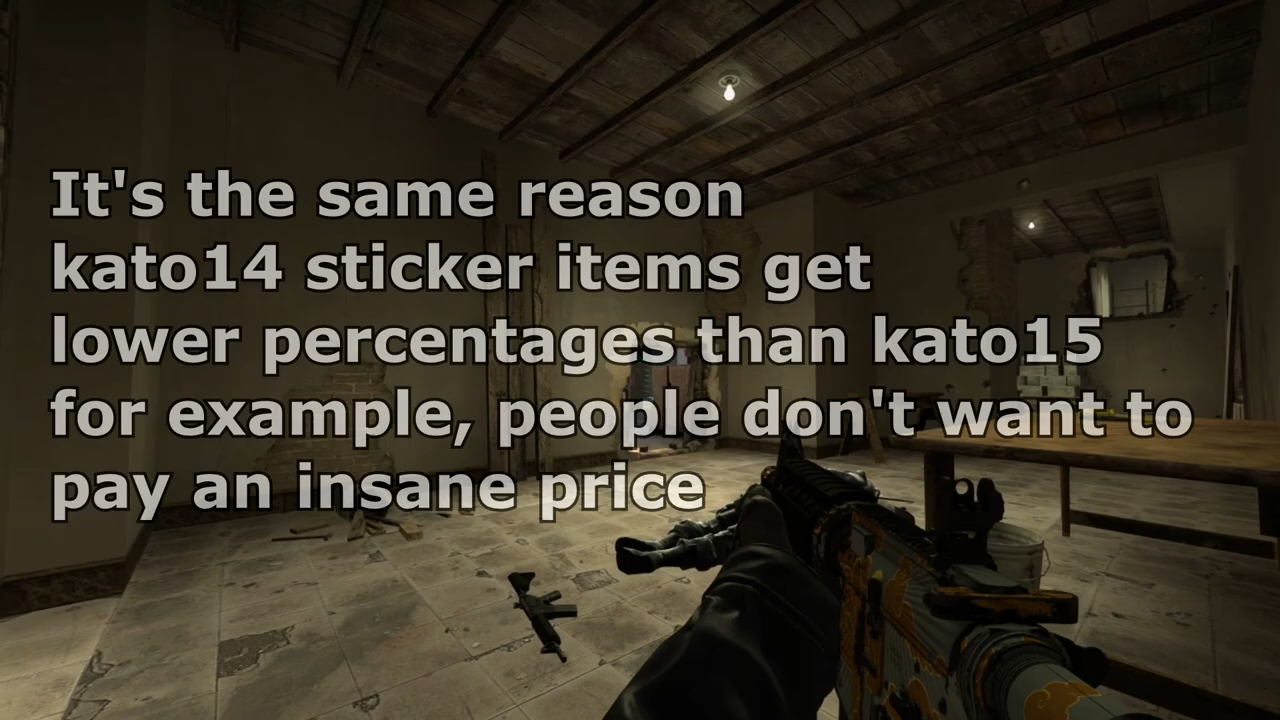 It's the same reason
kato14 sticker items get
lower percentages than kato15
for example, people don't want to
pay an insane price